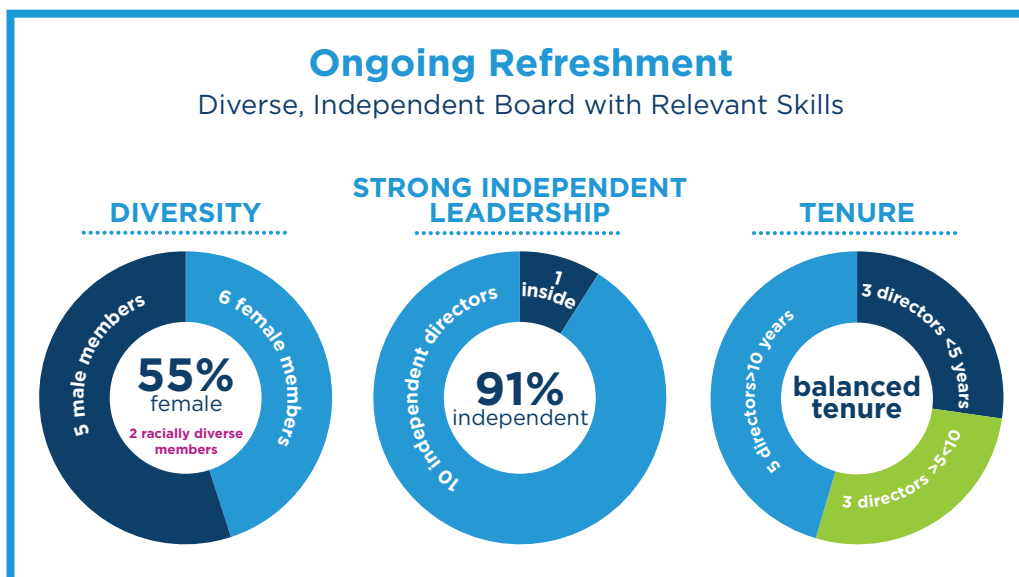 Ongoing Refreshment
Diverse, Independent Board with Relevant Skills
DIVERSITY
5 male members
6 female members
55%
female
2 racially diverse
members
STRONG INDEPENDENT
LEADERSHIP
10 independent directors
1
inside
91%
independent
TENURE
5 directors>10 years
3 directors <5 years
3 directors >5<10
balanced
tenure